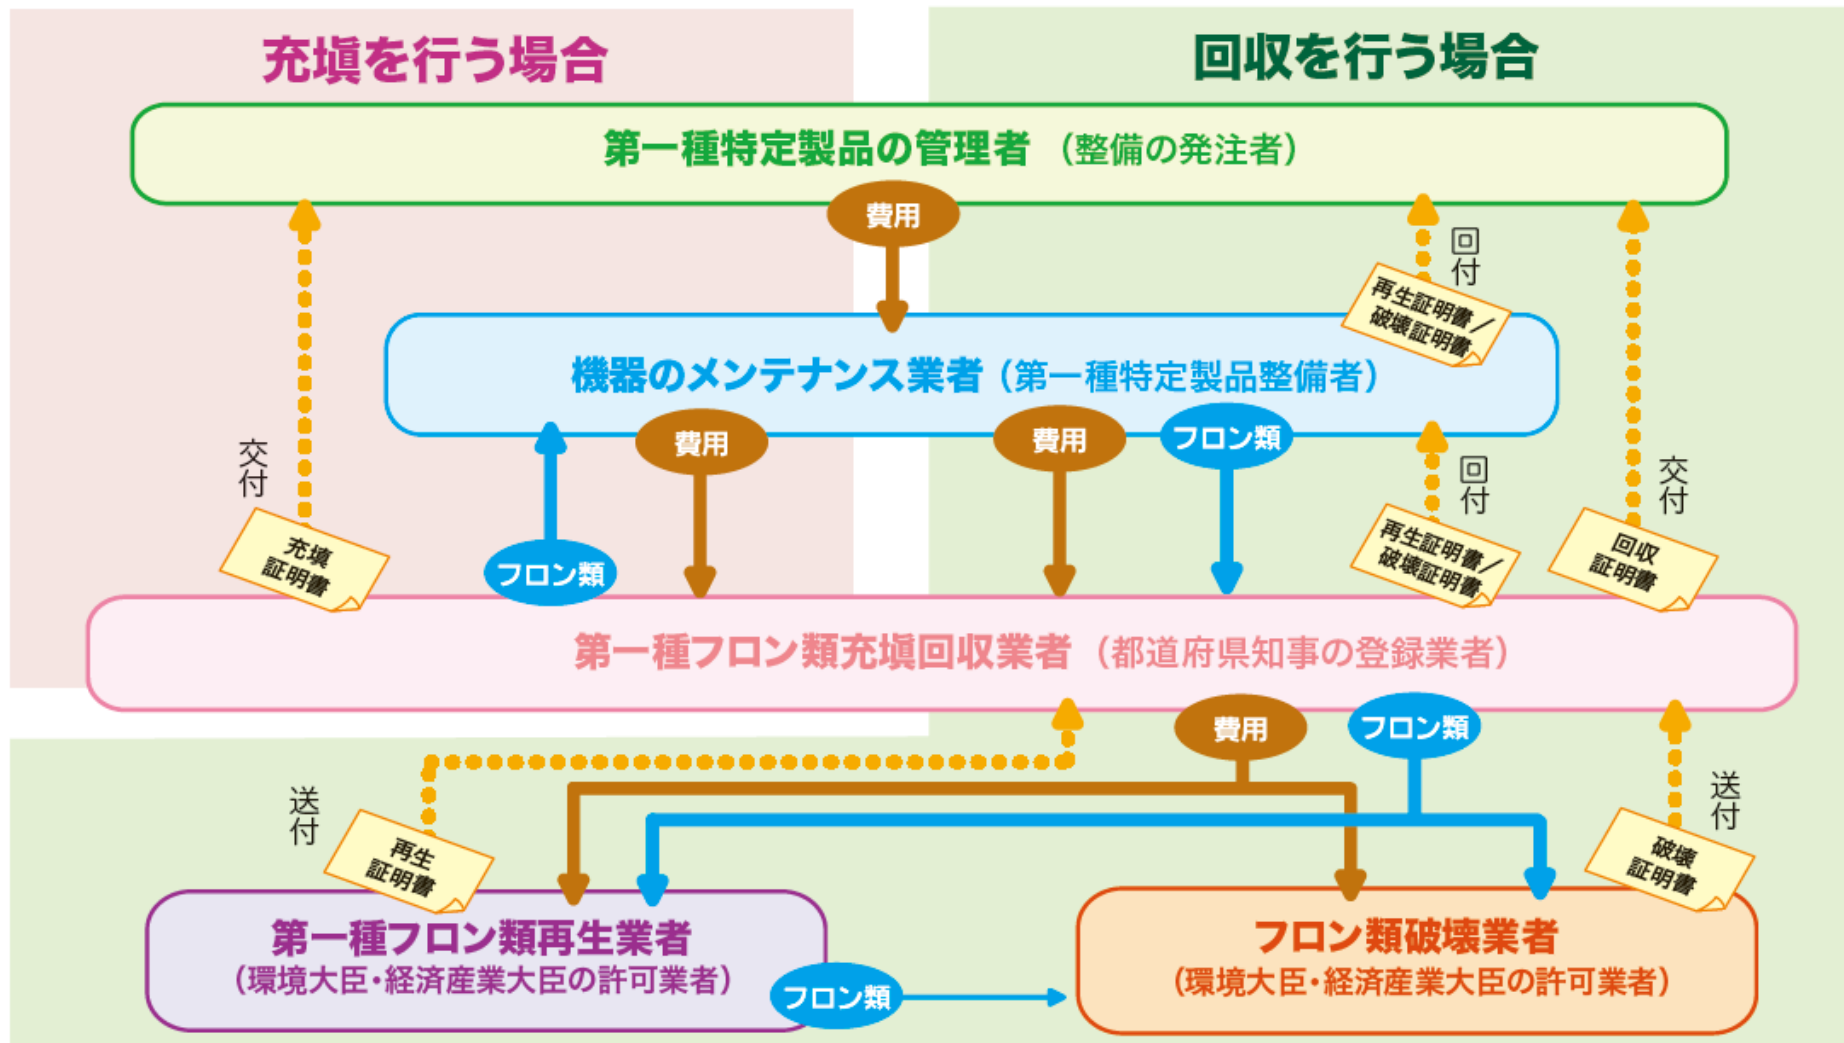 充塡を行う場合
回収を行う場合
第一種特定製品の管理者 （整備の発注者）
費用
回付
再生証明書／
破壊証明書
機器のメンテナンス業者（第一種特定製品整備者）
交付
充塡
証明書
フロン類
費用
費用
フロン類
回付
再生証明書／
破壊証明書
交付
回収
証明書
第一種フロン類充塡回収業者 （都道府県知事の登録業者）
送付
再生
証明書
費用
フロン類
送付
破壊
証明書
第一種フロン類再生業者
（環境大臣・経済産業大臣の許可業者）
フロン類
フロン類破壊業者
（環境大臣・経済産業大臣の許可業者）